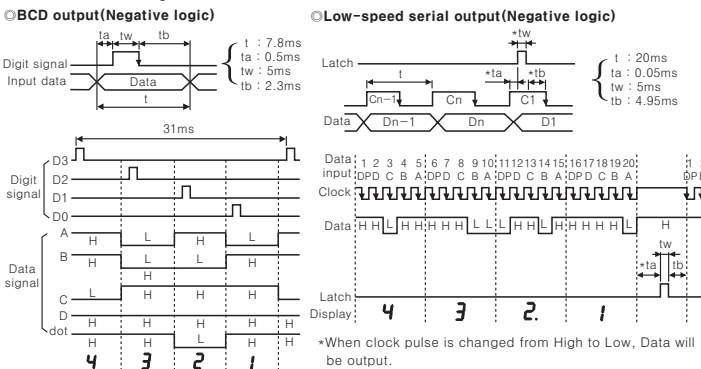 ◎BCD output(Negative logic)
ta tw tb
Digit signal
Input data
Data
t
t : 7.8ms
ta : 0.5ms
tw : 5ms
tb : 2.3ms
31ms
Digit signal
D3
D2
D1
D0
Data signal
A H L H L
B H L L H
H
C L H H H
D H H H H H
dot H H L H H
4 3 2 1
◎Low-speed serial output(Negative logic)
*tw
Latch
t *ta *tb
Cn-1 Cn C1
Data Dn-1 Dn D1
t : 20ms
ta : 0.05ms
tw : 5ms
tb : 4.95ms
Data input
1 2 3 4 5 6 7 8 9 10 11 12 13 14 15 16 17 18 19 20 1
DP D C B A DP D C B A DP D C B A DP D C B A DP D
Clock
Data H H L H H H H H L L L H H L H H H H H L H
tw
*ta tb
Latch
Display 4 3 2. 1
*When clock pulse is changed from High to Low, Data will
be output.